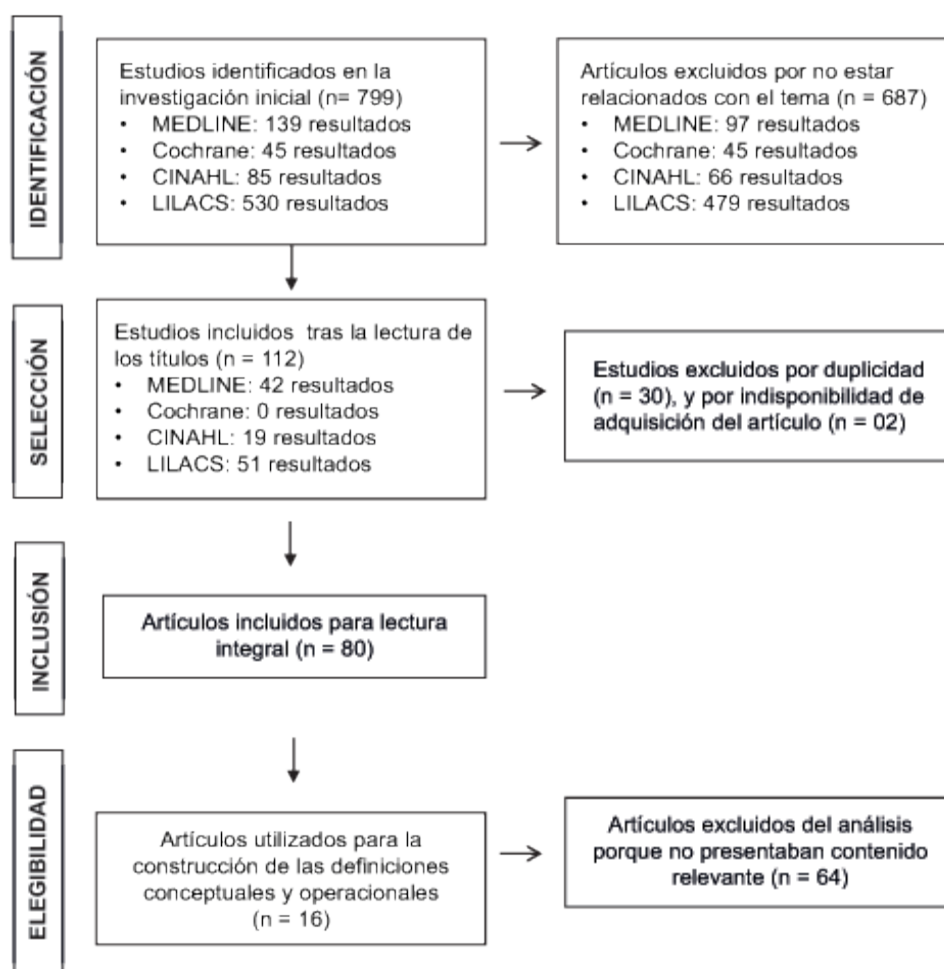 IDENTIFICACIÓN
Estudios identificados en la
investigación inicial (n= 799)
• MEDLINE: 139 resultados
• Cochrane: 45 resultados
• CINAHL: 85 resultados
• LILACS: 530 resultados
Artículos excluidos por no estar
relacionados con el tema (n = 687)
• MEDLINE: 97 resultados
• Cochrane: 45 resultados
• CINAHL: 66 resultados
• LILACS: 479 resultados
SELECCIÓN
Estudios incluidos tras la lectura de
los títulos (n = 112)
• MEDLINE: 42 resultados
• Cochrane: 0 resultados
• CINAHL: 19 resultados
• LILACS: 51 resultados
Estudios excluidos por duplicidad
(n = 30), y por indisponibilidad de
adquisición del artículo (n = 02)
INCLUSIÓN
Artículos incluidos para lectura
integral (n = 80)
ELEGIBILIDAD
Artículos utilizados para la
construcción de las definiciones
conceptuales y operacionales
(n = 16)
Artículos excluidos del análisis
porque no presentaban contenido
relevante (n = 64)